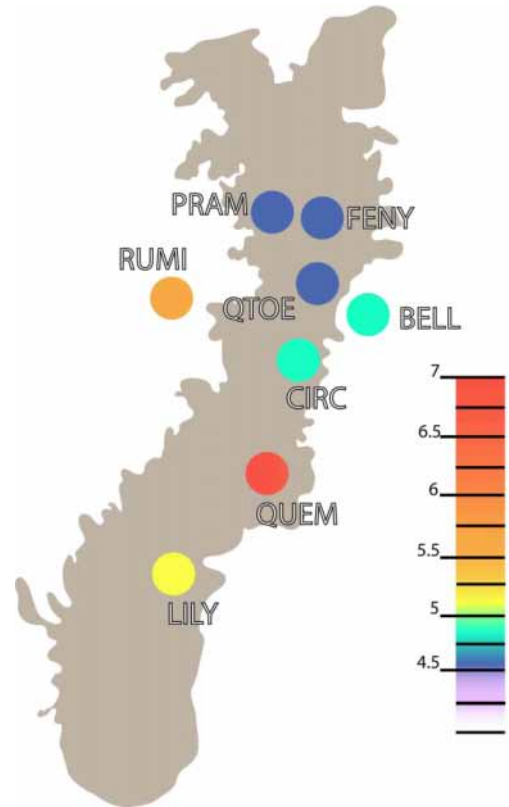 PRAM
FENY
RUMI
QTOE
BELL
CIRC
QUEM
LILY
7
6.5
6
5.5
5
4.5